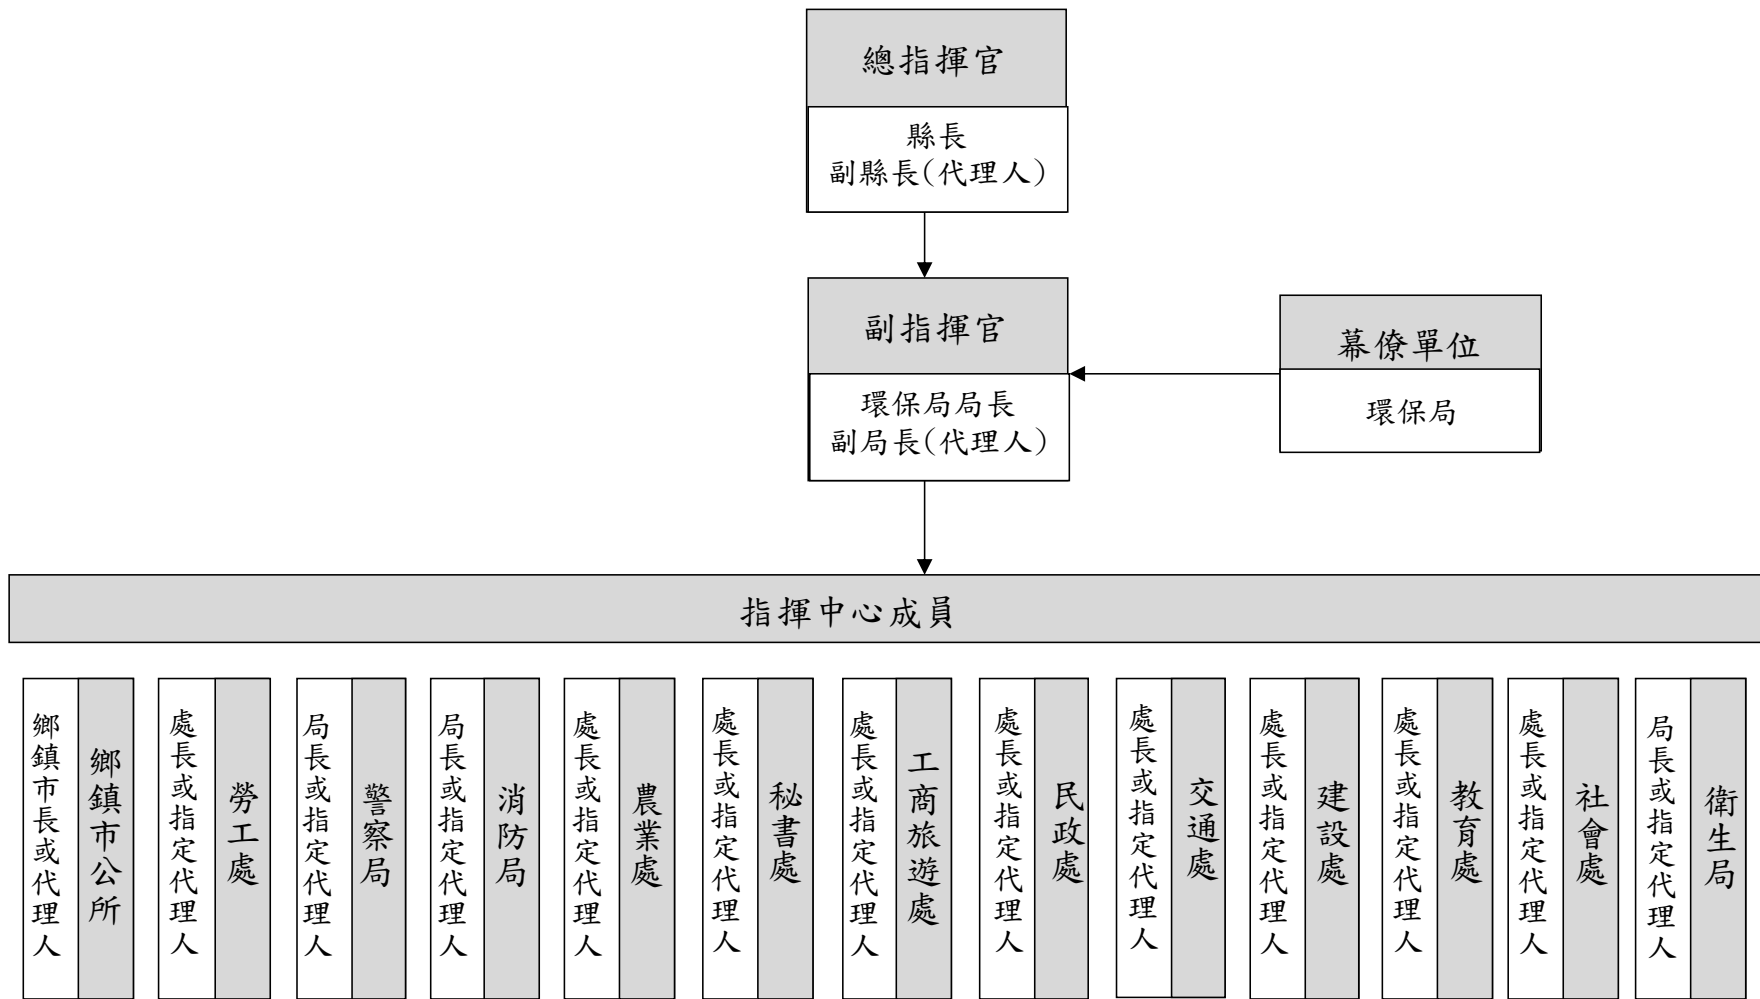 總指揮官
縣長
副縣長(代理人)
副指揮官
環保局局長
副局長(代理人)
幕僚單位
環保局
指揮中心成員
鄉鎮市長或代理人
鄉鎮市公所
處長或指定代理人
勞工處
局長或指定代理人
警察局
局長或指定代理人
消防局
處長或指定代理人
農業處
處長或指定代理人
秘書處
處長或指定代理人
工商旅遊處
處長或指定代理人
民政處
處長或指定代理人
交通處
處長或指定代理人
建設處
處長或指定代理人
教育處
處長或指定代理人
社會處
局長或指定代理人
衛生局